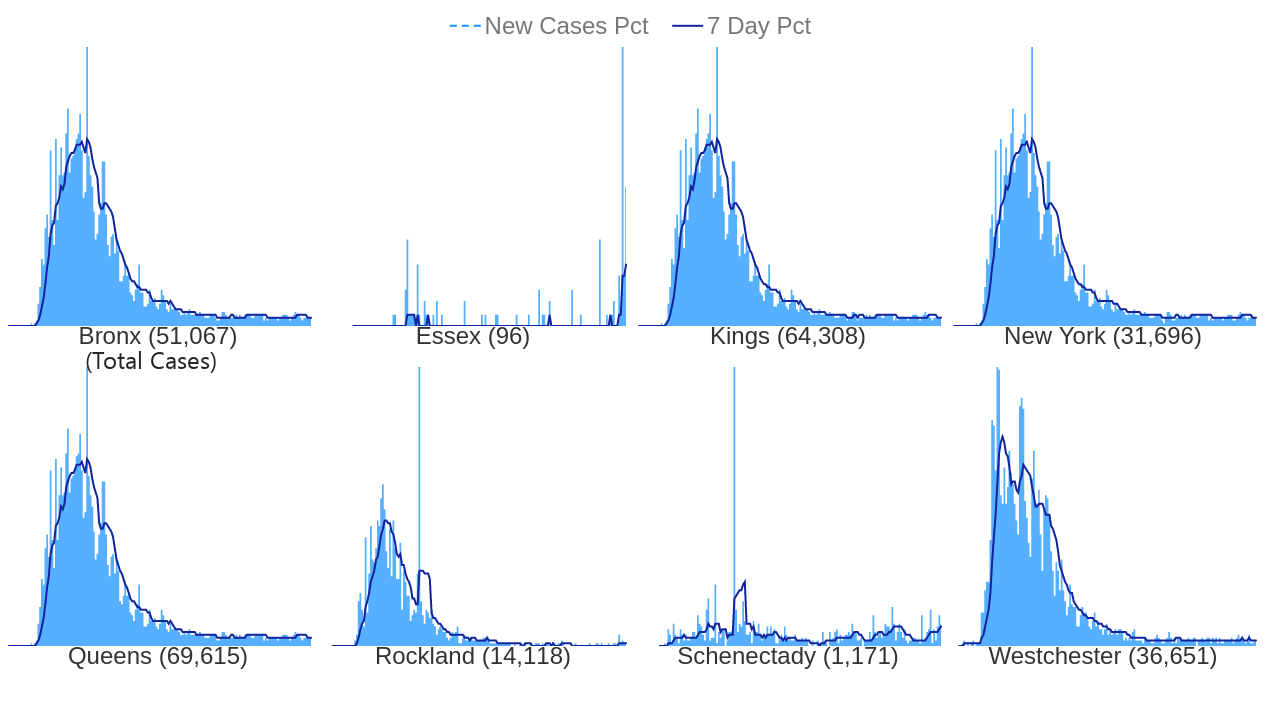 New Cases Pct 7 Day Pct
Bronx (51,067) Essex (96) Kings (64,308) New York (31,696)
(Total Cases)
Queens (69,615) Rockland (14,118) Schenectady (1,171) Westchester (36,651)